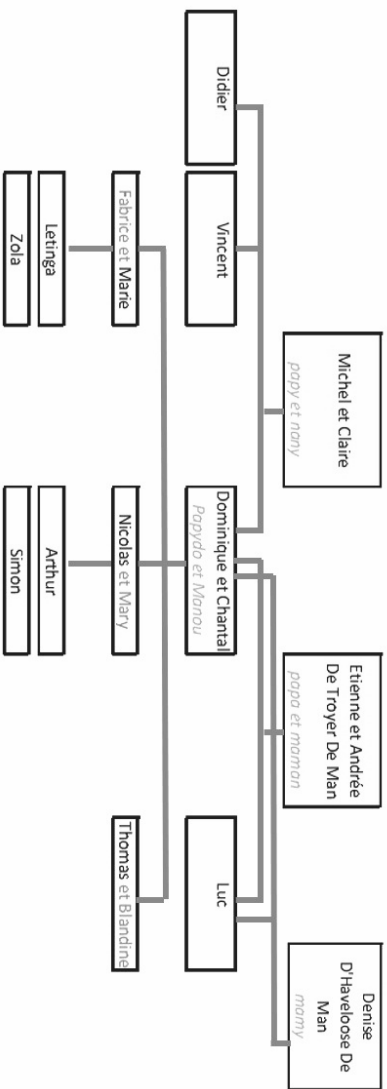 Michel et Claire
papy et nany
Etienne et Andrée
De Troyer De Man
papa et maman
Denise
D'Haveloose De
Man
mamy
Didier
Vincent
Dominique et Chantal
Papydo et Manou
Luc
Fabrice et Marie
Nicolas et Mary
Thomas et Blandine
Letinga
Arthur
Zola
Simon